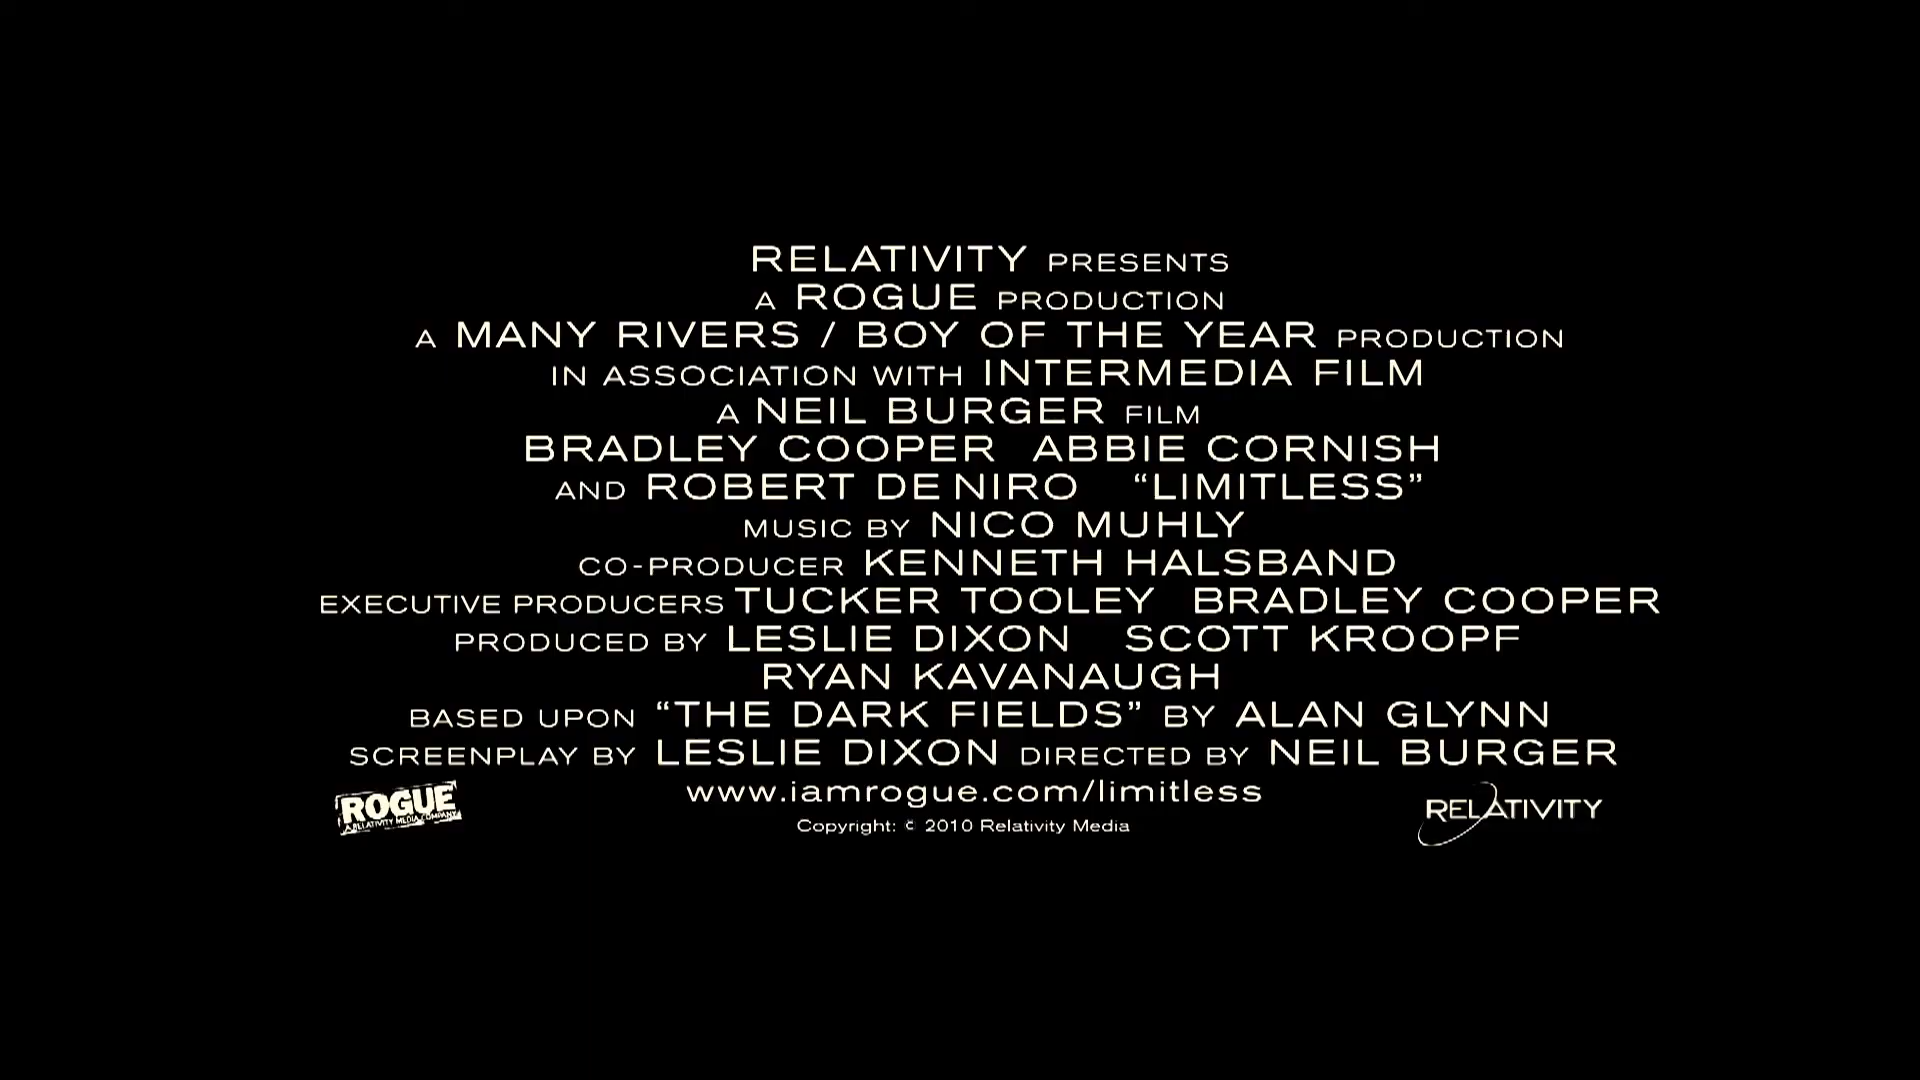 RELATIVITY PRESENTS
A ROGUE PRODUCTION
A MANY RIVERS / BOY OF THE YEAR PRODUCTION
IN ASSOCIATION WITH INTERMEDIA FILM
A NEIL BURGER FILM
BRADLEY COOPER ABBIE CORNISH
AND ROBERT DE NIRO “LIMITLESS”
MUSIC BY NICO MUHLY
CO-PRODUCER KENNETH HALSBAND
EXECUTIVE PRODUCERS TUCKER TOOLEY BRADLEY COOPER
PRODUCED BY LESLIE DIXON SCOTT KROOPF
RYAN KAVANAUGH
BASED UPON “THE DARK FIELDS” BY ALAN GLYNN
SCREENPLAY BY LESLIE DIXON DIRECTED BY NEIL BURGER
www.iamrogue.com/limitless
Copyright: © 2010 Relativity Media
ROGUE
A RELATIVITY MEDIA COMPANY
RELATIVITY